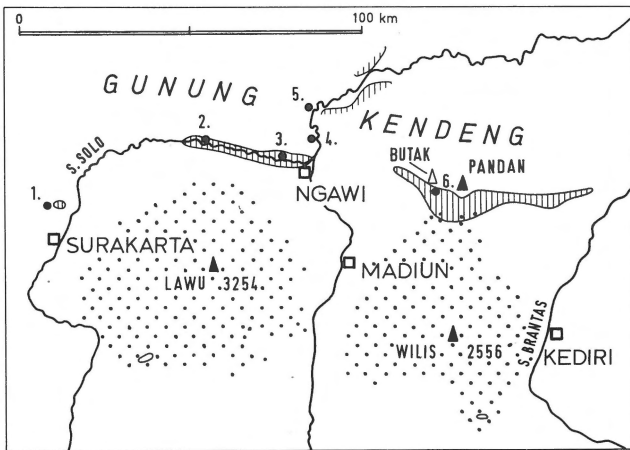 0 100 km
GUNUNG
5.
KENDENG
2.
3.
4.
S. SOLO
BUTAK
6.
PANDAN
NGAWI
1.
SURAKARTA
LAWU 3254
MADIUN
WILIS 2556
S. BRANTAS
KEDIRI